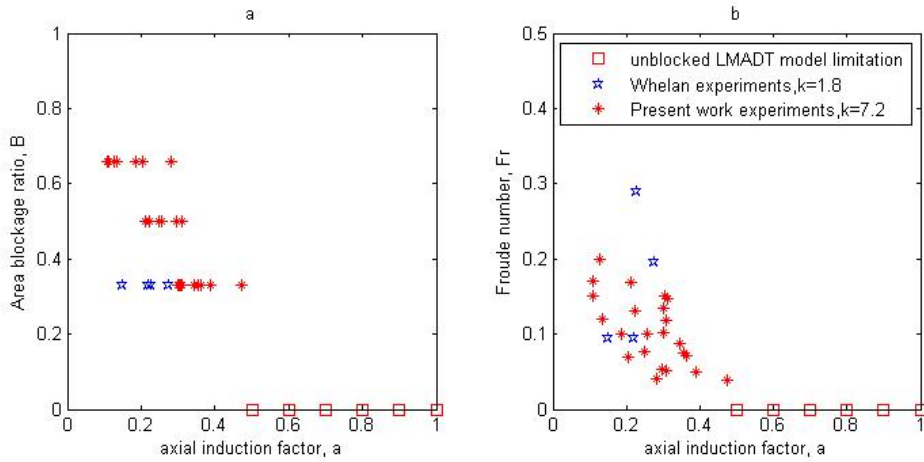 a
1
0.8
0.6
0.4
0.2
0
0 0.2 0.4 0.6 0.8 1
Area blockage ratio, B
axial induction factor, a
b
0.5
0.4
0.3
0.2
0.1
0
0 0.2 0.4 0.6 0.8 1
Froude number, Fr
axial induction factor, a
unblocked LMADT model limitation
Whelan experiments,k=1.8
Present work experiments,k=7.2